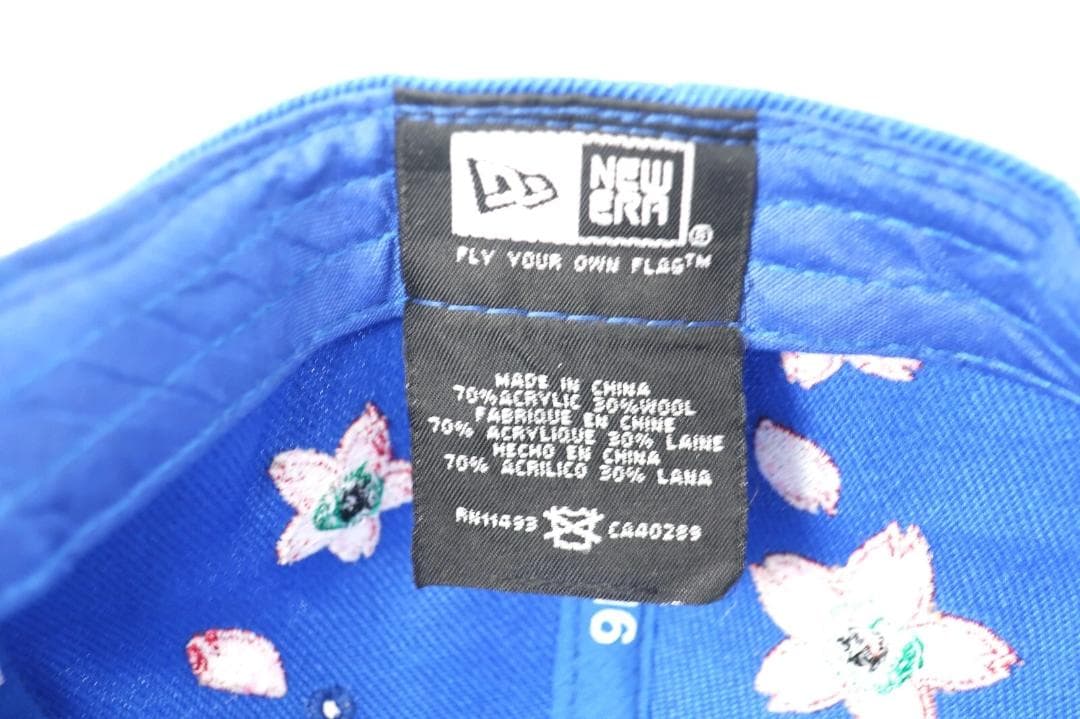 NEW
ERA
®
FLY YOUR OWN FLAG™
MADE IN CHINA
70%ACRYLIC 30%WOOL
FABRIQUE EN CHINE
70% ACRYLIQUE 30% LAINE
HECHO EN CHINA
70% ACRILICO 30% LANA
RN11493 CA40289